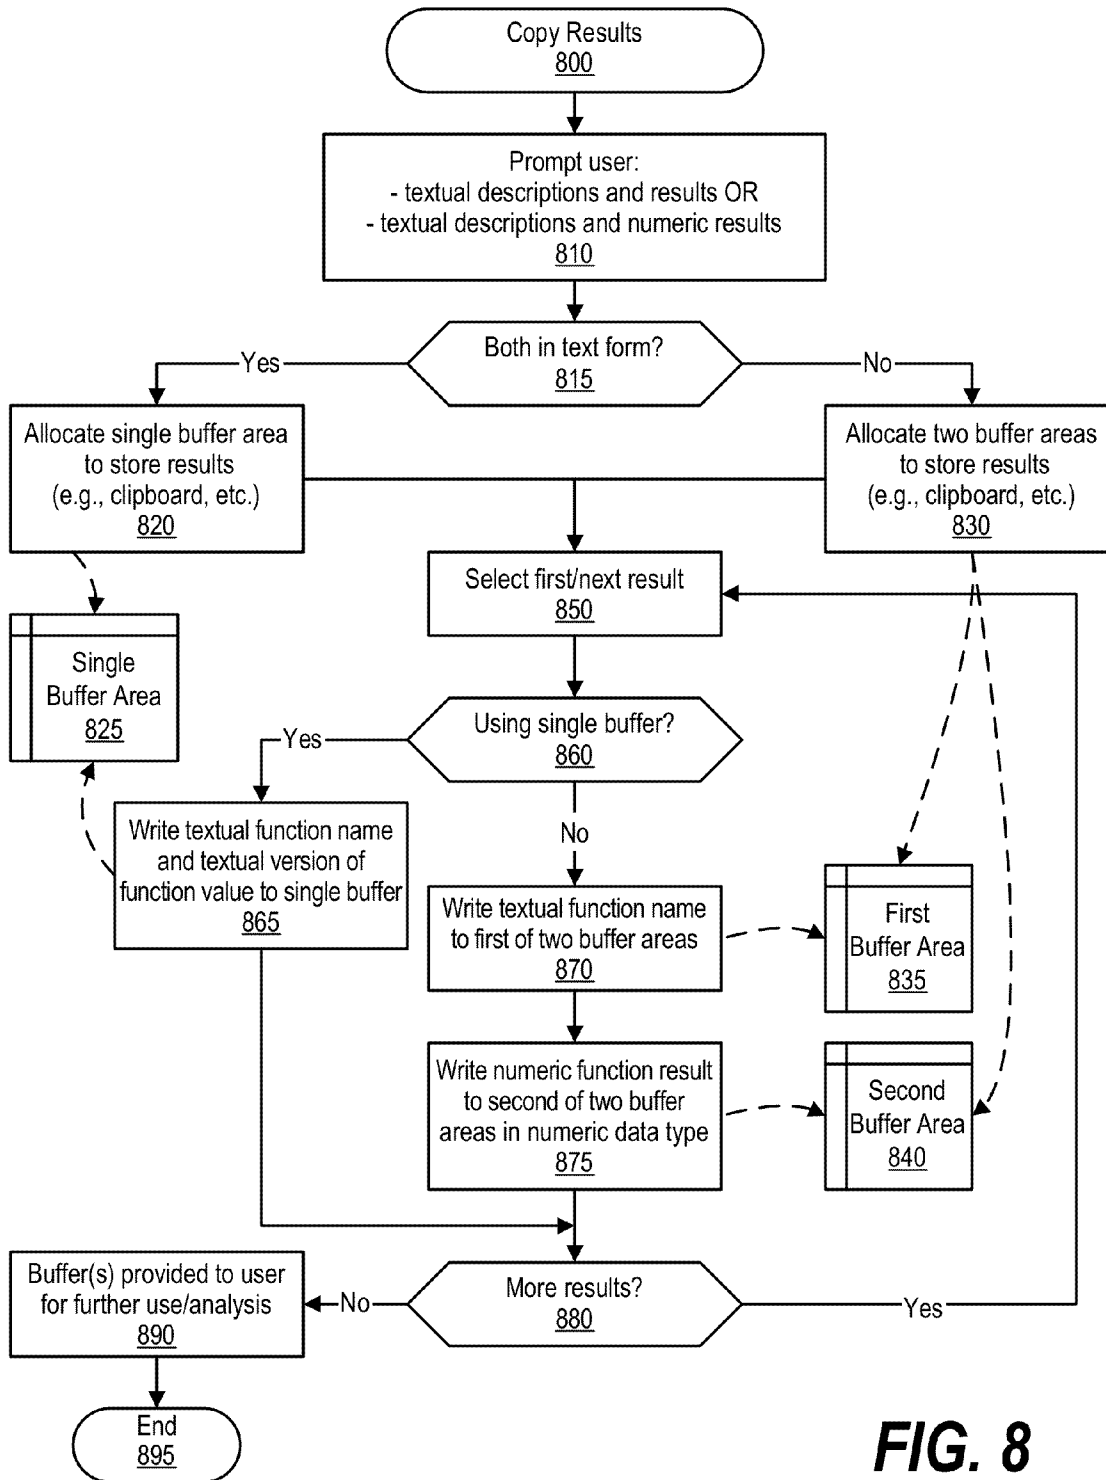 Copy Results
800
Prompt user:
- textual descriptions and results OR
- textual descriptions and numeric results
810
Both in text form?
815
Yes
No
Allocate single buffer area
to store results
(e.g., clipboard, etc.)
820
Allocate two buffer areas
to store results
(e.g., clipboard, etc.)
830
Select first/next result
850
Single
Buffer Area
825
Using single buffer?
860
Yes
No
Write textual function name
and textual version of
function value to single buffer
865
Write textual function name
to first of two buffer areas
870
First
Buffer Area
835
Write numeric function result
to second of two buffer
areas in numeric data type
875
Second
Buffer Area
840
More results?
880
No
Yes
Buffer(s) provided to user
for further use/analysis
890
End
895
FIG. 8